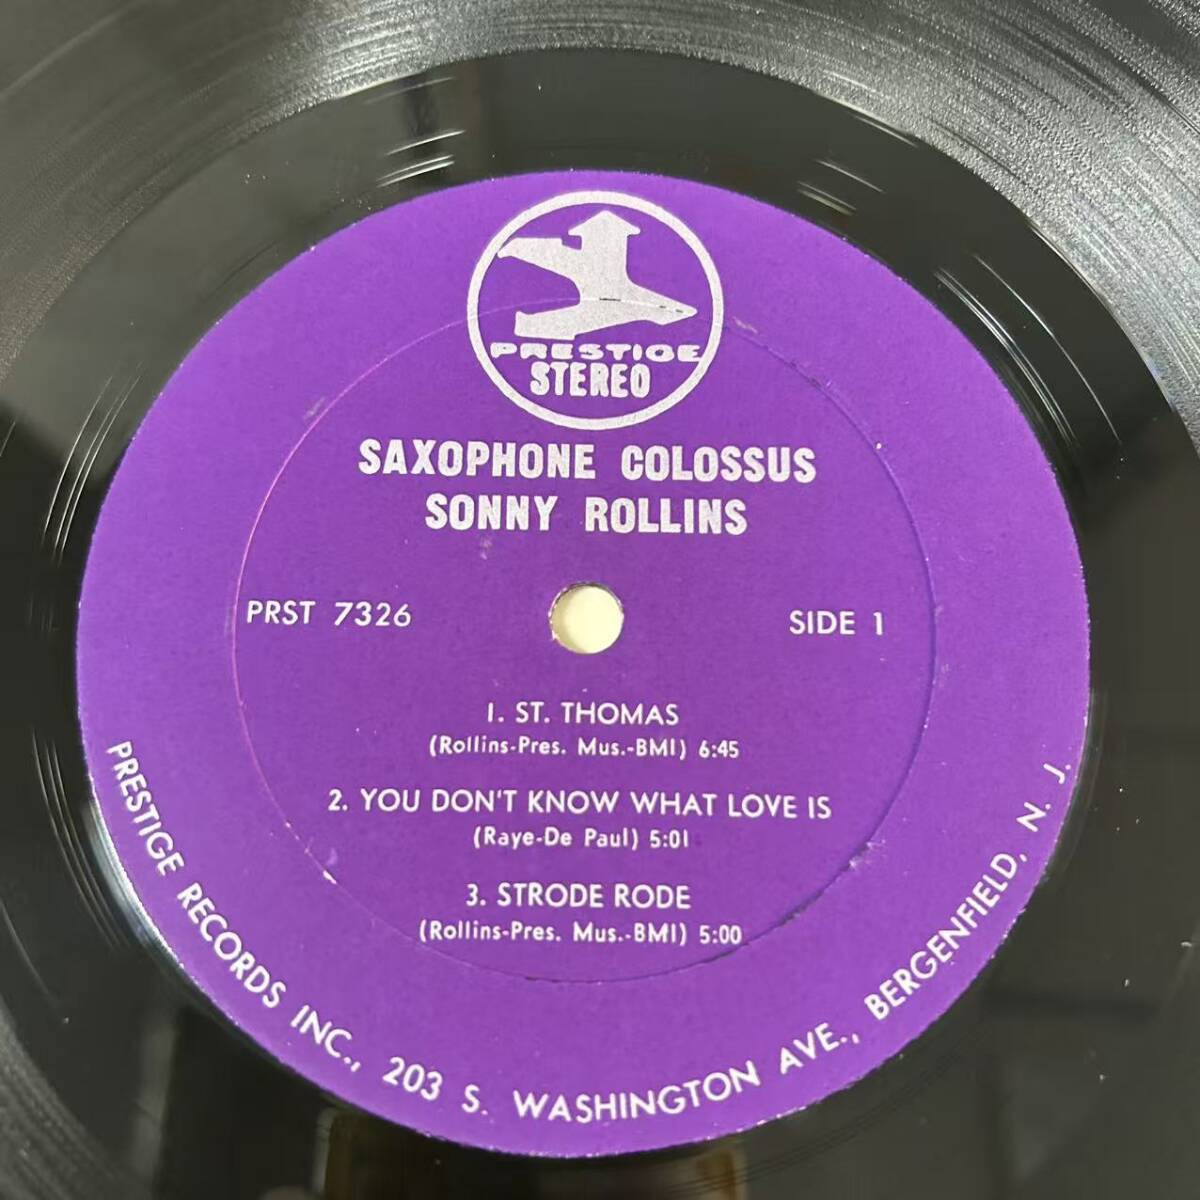 PRESTIGE
STEREO
SAXOPHONE COLOSSUS
SONNY ROLLINS
PRST 7326
SIDE 1
1. ST. THOMAS
(Rollins-Pres. Mus.-BMI) 6:45
2. YOU DON'T KNOW WHAT LOVE IS
(Raye-De Paul) 5:01
3. STRODE RODE
(Rollins-Pres. Mus.-BMI) 5:00
PRESTIGE RECORDS INC., 203 S. WASHINGTON AVE., BERGENFIELD, N. J.